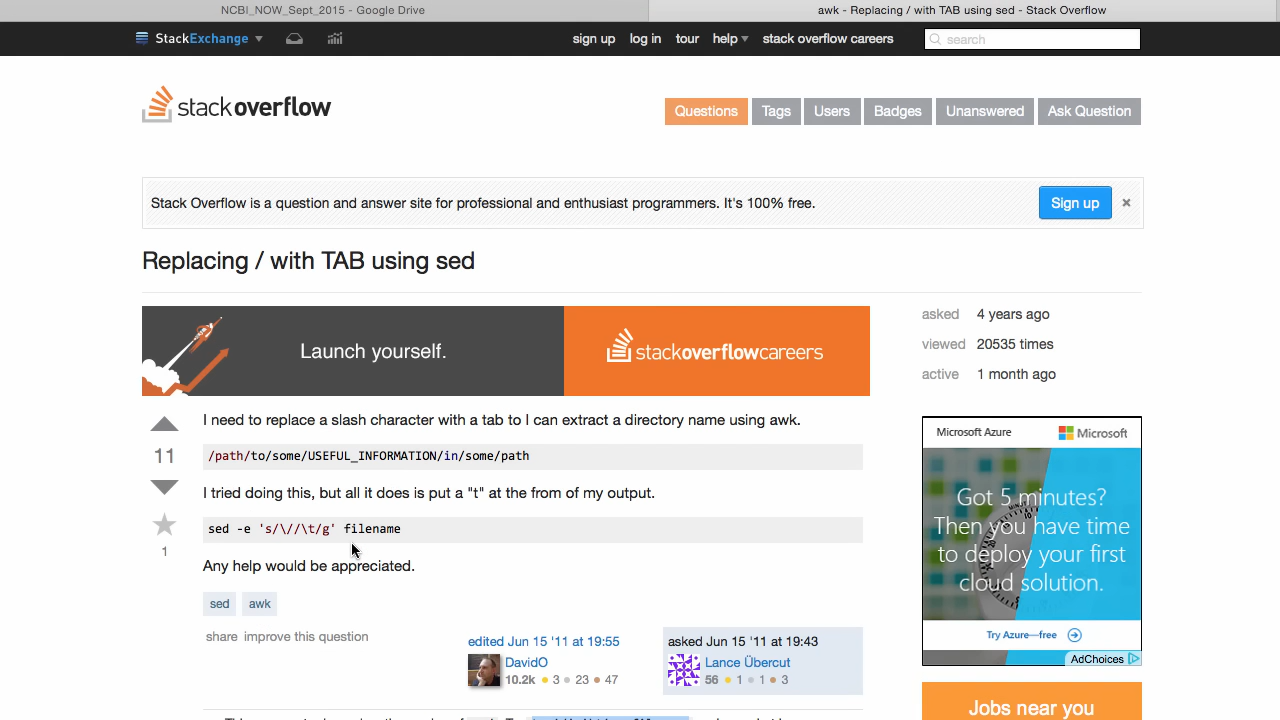 NCBI_NOW_Sept_2015 - Google Drive
awk - Replacing / with TAB using sed - Stack Overflow
StackExchange
sign up log in tour help stack overflow careers
search
stackoverflow
Questions Tags Users Badges Unanswered Ask Question
Stack Overflow is a question and answer site for professional and enthusiast programmers. It's 100% free.
Sign up ×
Replacing / with TAB using sed
Launch yourself.
stackoverflowcareers
asked 4 years ago
viewed 20535 times
active 1 month ago
I need to replace a slash character with a tab to I can extract a directory name using awk.
11
/path/to/some/USEFUL_INFORMATION/in/some/path
I tried doing this, but all it does is put a "t" at the from of my output.
sed -e 's/\//\t/g' filename
1
Any help would be appreciated.
sed awk
share improve this question
edited Jun 15 '11 at 19:55
DavidO
10.2k 3 23 47
asked Jun 15 '11 at 19:43
Lance Übercut
56 1 1 3
Microsoft Azure
Microsoft
Got 5 minutes?
Then you have time
to deploy your first
cloud solution.
Try Azure—free
AdChoices
Jobs near you